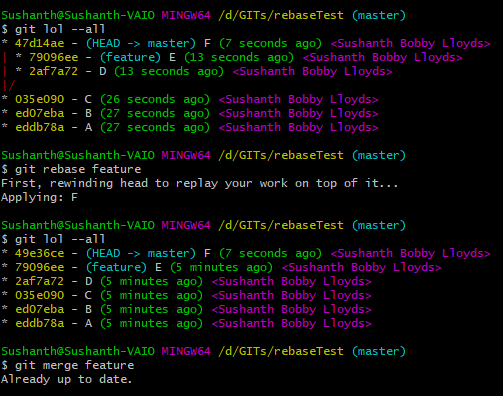 Sushanth@Sushanth-VAIO MINGW64 /d/GITs/rebaseTest (master)
$ git lol --all
* 47d14ae - (HEAD -> master) F (7 seconds ago) <Sushanth Bobby Lloyds>
| * 79096ee - (feature) E (13 seconds ago) <Sushanth Bobby Lloyds>
| * 2af7a72 - D (13 seconds ago) <Sushanth Bobby Lloyds>
|/
* 035e090 - C (26 seconds ago) <Sushanth Bobby Lloyds>
* ed07eba - B (27 seconds ago) <Sushanth Bobby Lloyds>
* eddb78a - A (27 seconds ago) <Sushanth Bobby Lloyds>
Sushanth@Sushanth-VAIO MINGW64 /d/GITs/rebaseTest (master)
$ git rebase feature
First, rewinding head to replay your work on top of it...
Applying: F
Sushanth@Sushanth-VAIO MINGW64 /d/GITs/rebaseTest (master)
$ git lol --all
* 49e36ce - (HEAD -> master) F (7 seconds ago) <Sushanth Bobby Lloyds>
* 79096ee - (feature) E (5 minutes ago) <Sushanth Bobby Lloyds>
* 2af7a72 - D (5 minutes ago) <Sushanth Bobby Lloyds>
* 035e090 - C (5 minutes ago) <Sushanth Bobby Lloyds>
* ed07eba - B (5 minutes ago) <Sushanth Bobby Lloyds>
* eddb78a - A (5 minutes ago) <Sushanth Bobby Lloyds>
Sushanth@Sushanth-VAIO MINGW64 /d/GITs/rebaseTest (master)
$ git merge feature
Already up to date.